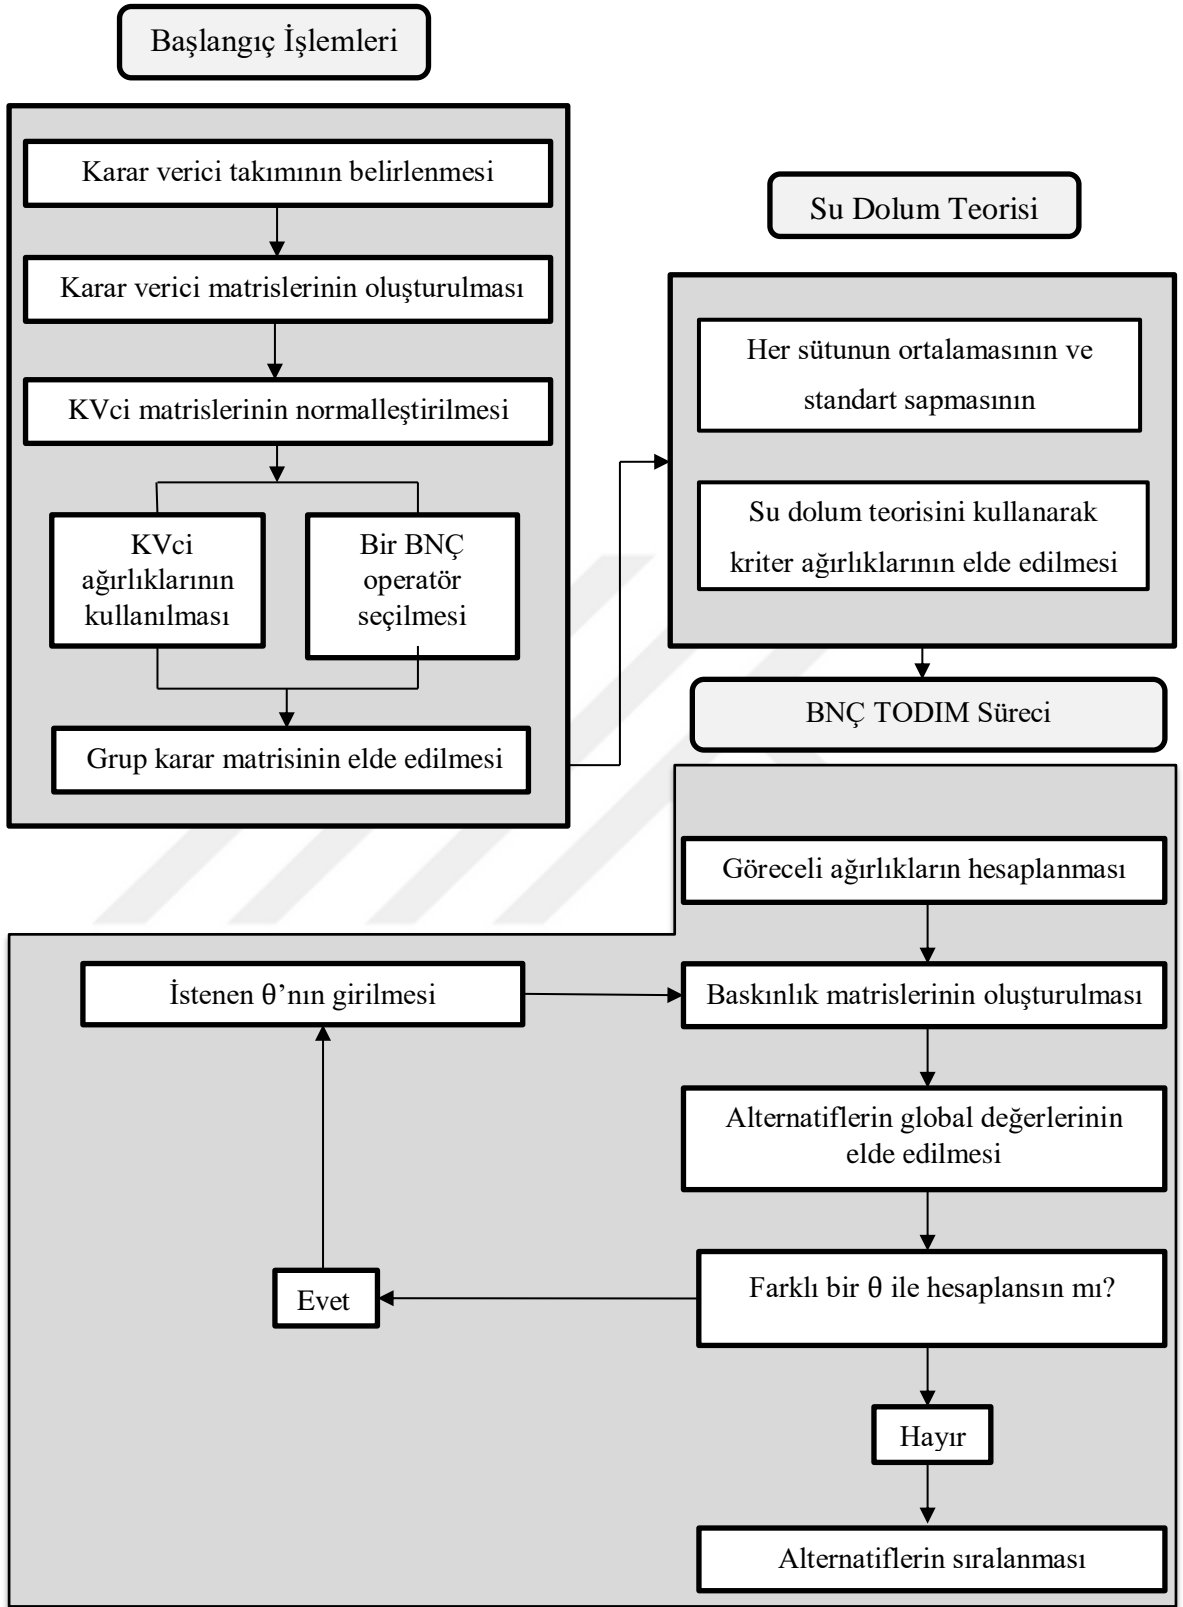 Başlangıç İşlemleri
Karar verici takımının belirlenmesi
Karar verici matrislerinin oluşturulması
KVci matrislerinin normalleştirilmesi
KVci
ağırlıklarının
kullanılması
Bir BNÇ
operatör
seçilmesi
Grup karar matrisinin elde edilmesi
Su Dolum Teorisi
Her sütunun ortalamasının ve
standart sapmasının
Su dolum teorisini kullanarak
kriter ağırlıklarının elde edilmesi
BNÇ TODIM Süreci
Göreceli ağırlıkların hesaplanması
İstenen θ’nın girilmesi
Baskınlık matrislerinin oluşturulması
Alternatiflerin global değerlerinin
elde edilmesi
Farklı bir θ ile hesaplansın mı?
Evet
Hayır
Alternatiflerin sıralanması